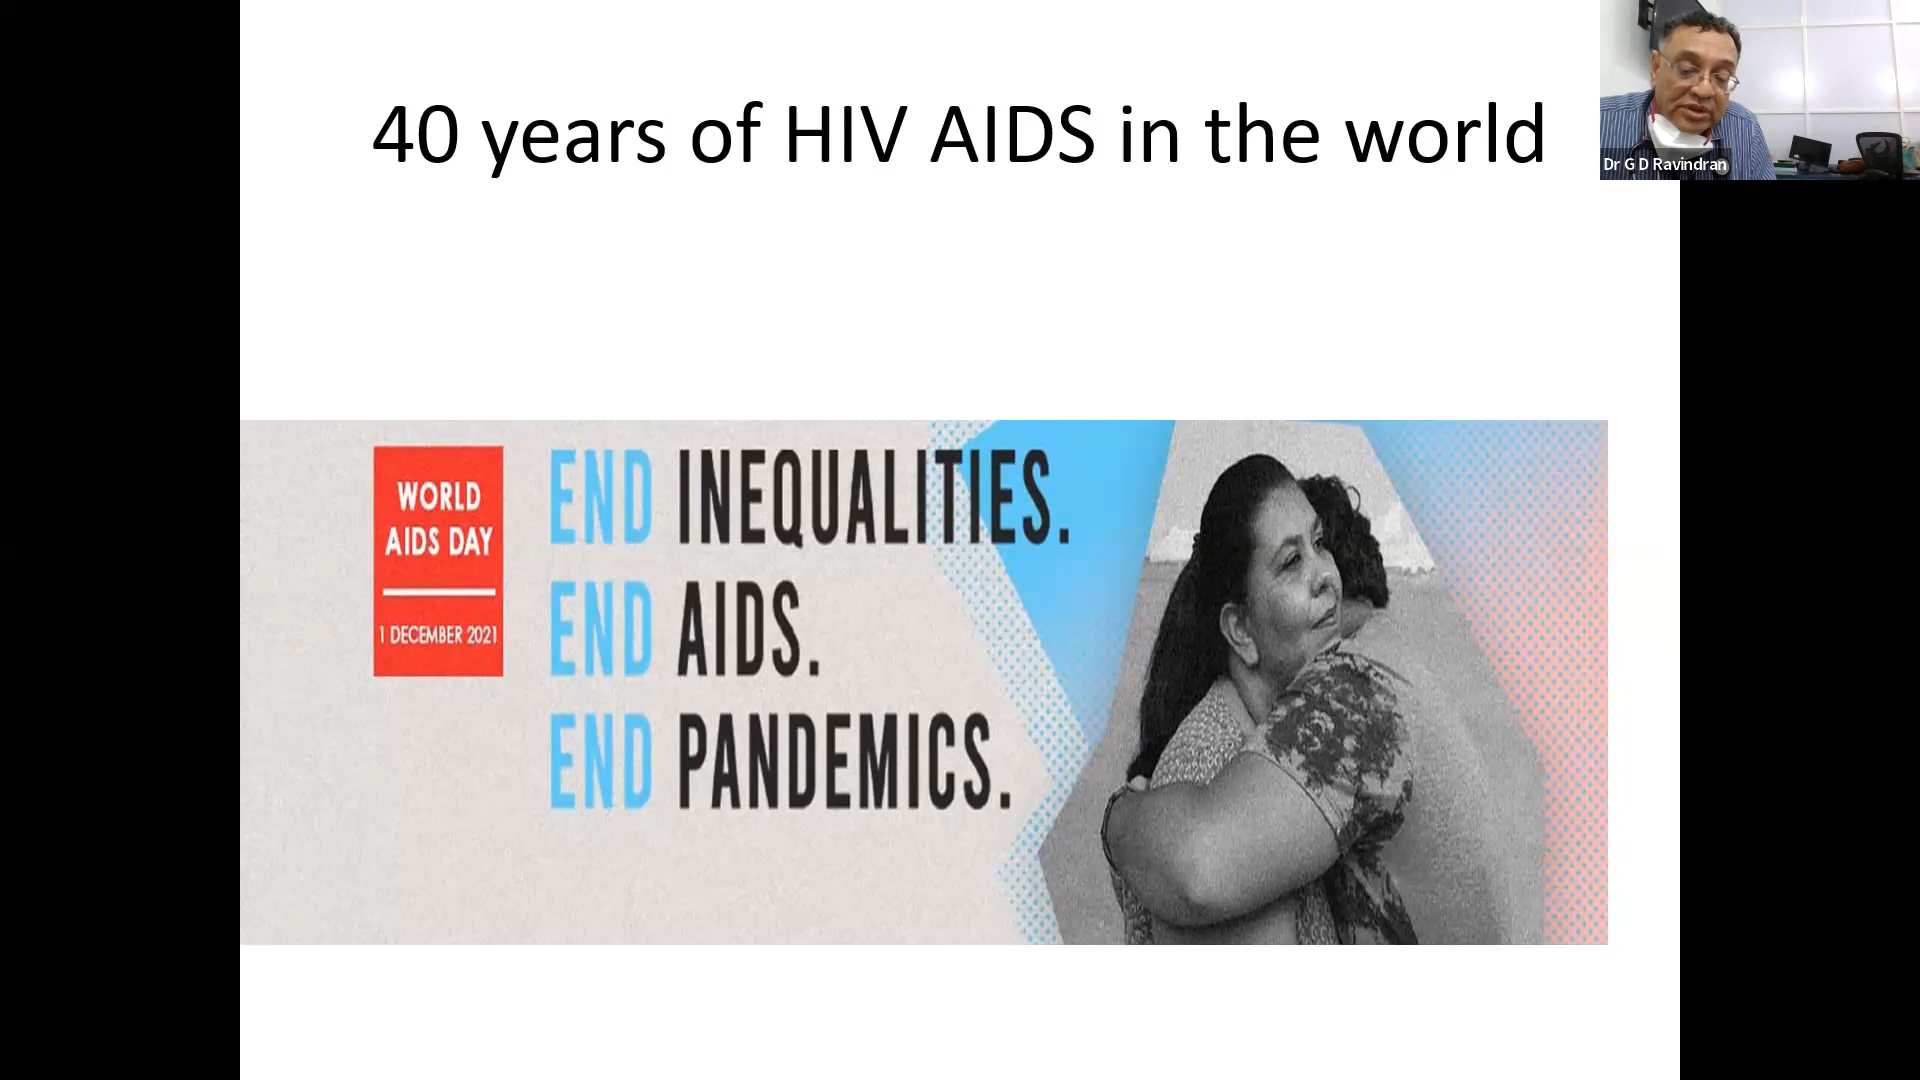 40 years of HIV AIDS in the world
Dr G D Ravindran
WORLD
AIDS DAY
1 DECEMBER 2021
END INEQUALITIES.
END AIDS.
END PANDEMICS.